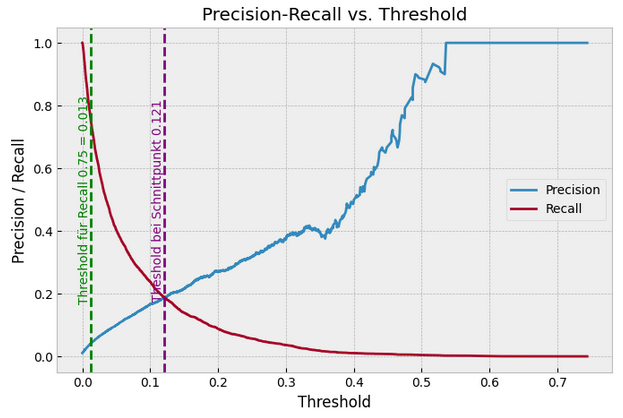 Precision-Recall vs. Threshold
Precision / Recall
1.0
0.8
0.6
0.4
0.2
0.0
Threshold für Recall 0.75 = 0.013
Threshold bei Schnittpunkt 0.121
Precision
Recall
0.0 0.1 0.2 0.3 0.4 0.5 0.6 0.7
Threshold